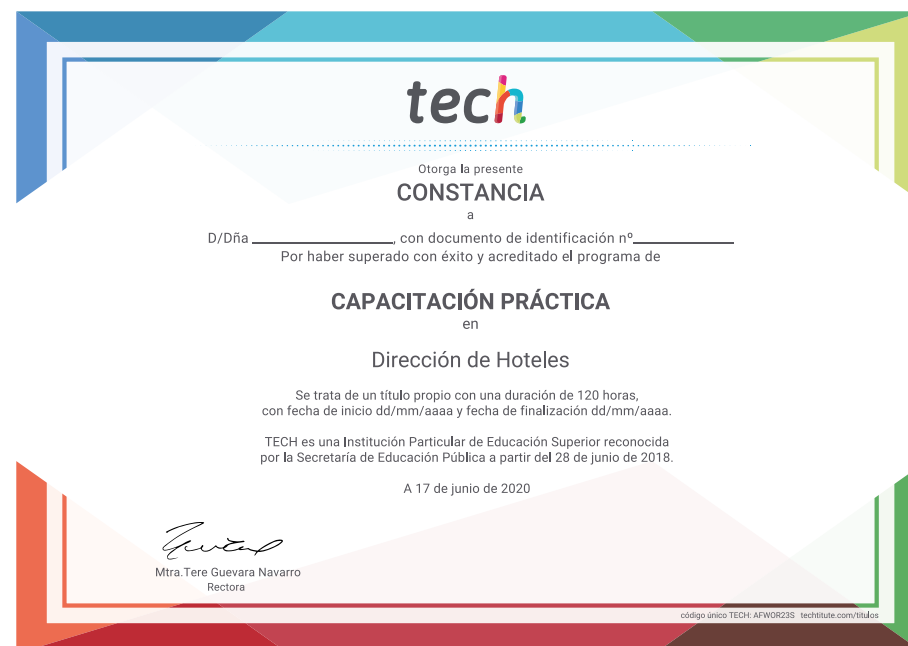 tech
Otorga la presente
CONSTANCIA
a
D/Dña ____________________, con documento de identificación nº______________
Por haber superado con éxito y acreditado el programa de
CAPACITACIÓN PRÁCTICA
en
Dirección de Hoteles
Se trata de un título propio con una duración de 120 horas,
con fecha de inicio dd/mm/aaaa y fecha de finalización dd/mm/aaaa.
TECH es una Institución Particular de Educación Superior reconocida
por la Secretaría de Educación Pública a partir del 28 de junio de 2018.
A 17 de junio de 2020
Mtra.Tere Guevara Navarro
Rectora
código único TECH: AFWOR23S techtitute.com/titulos